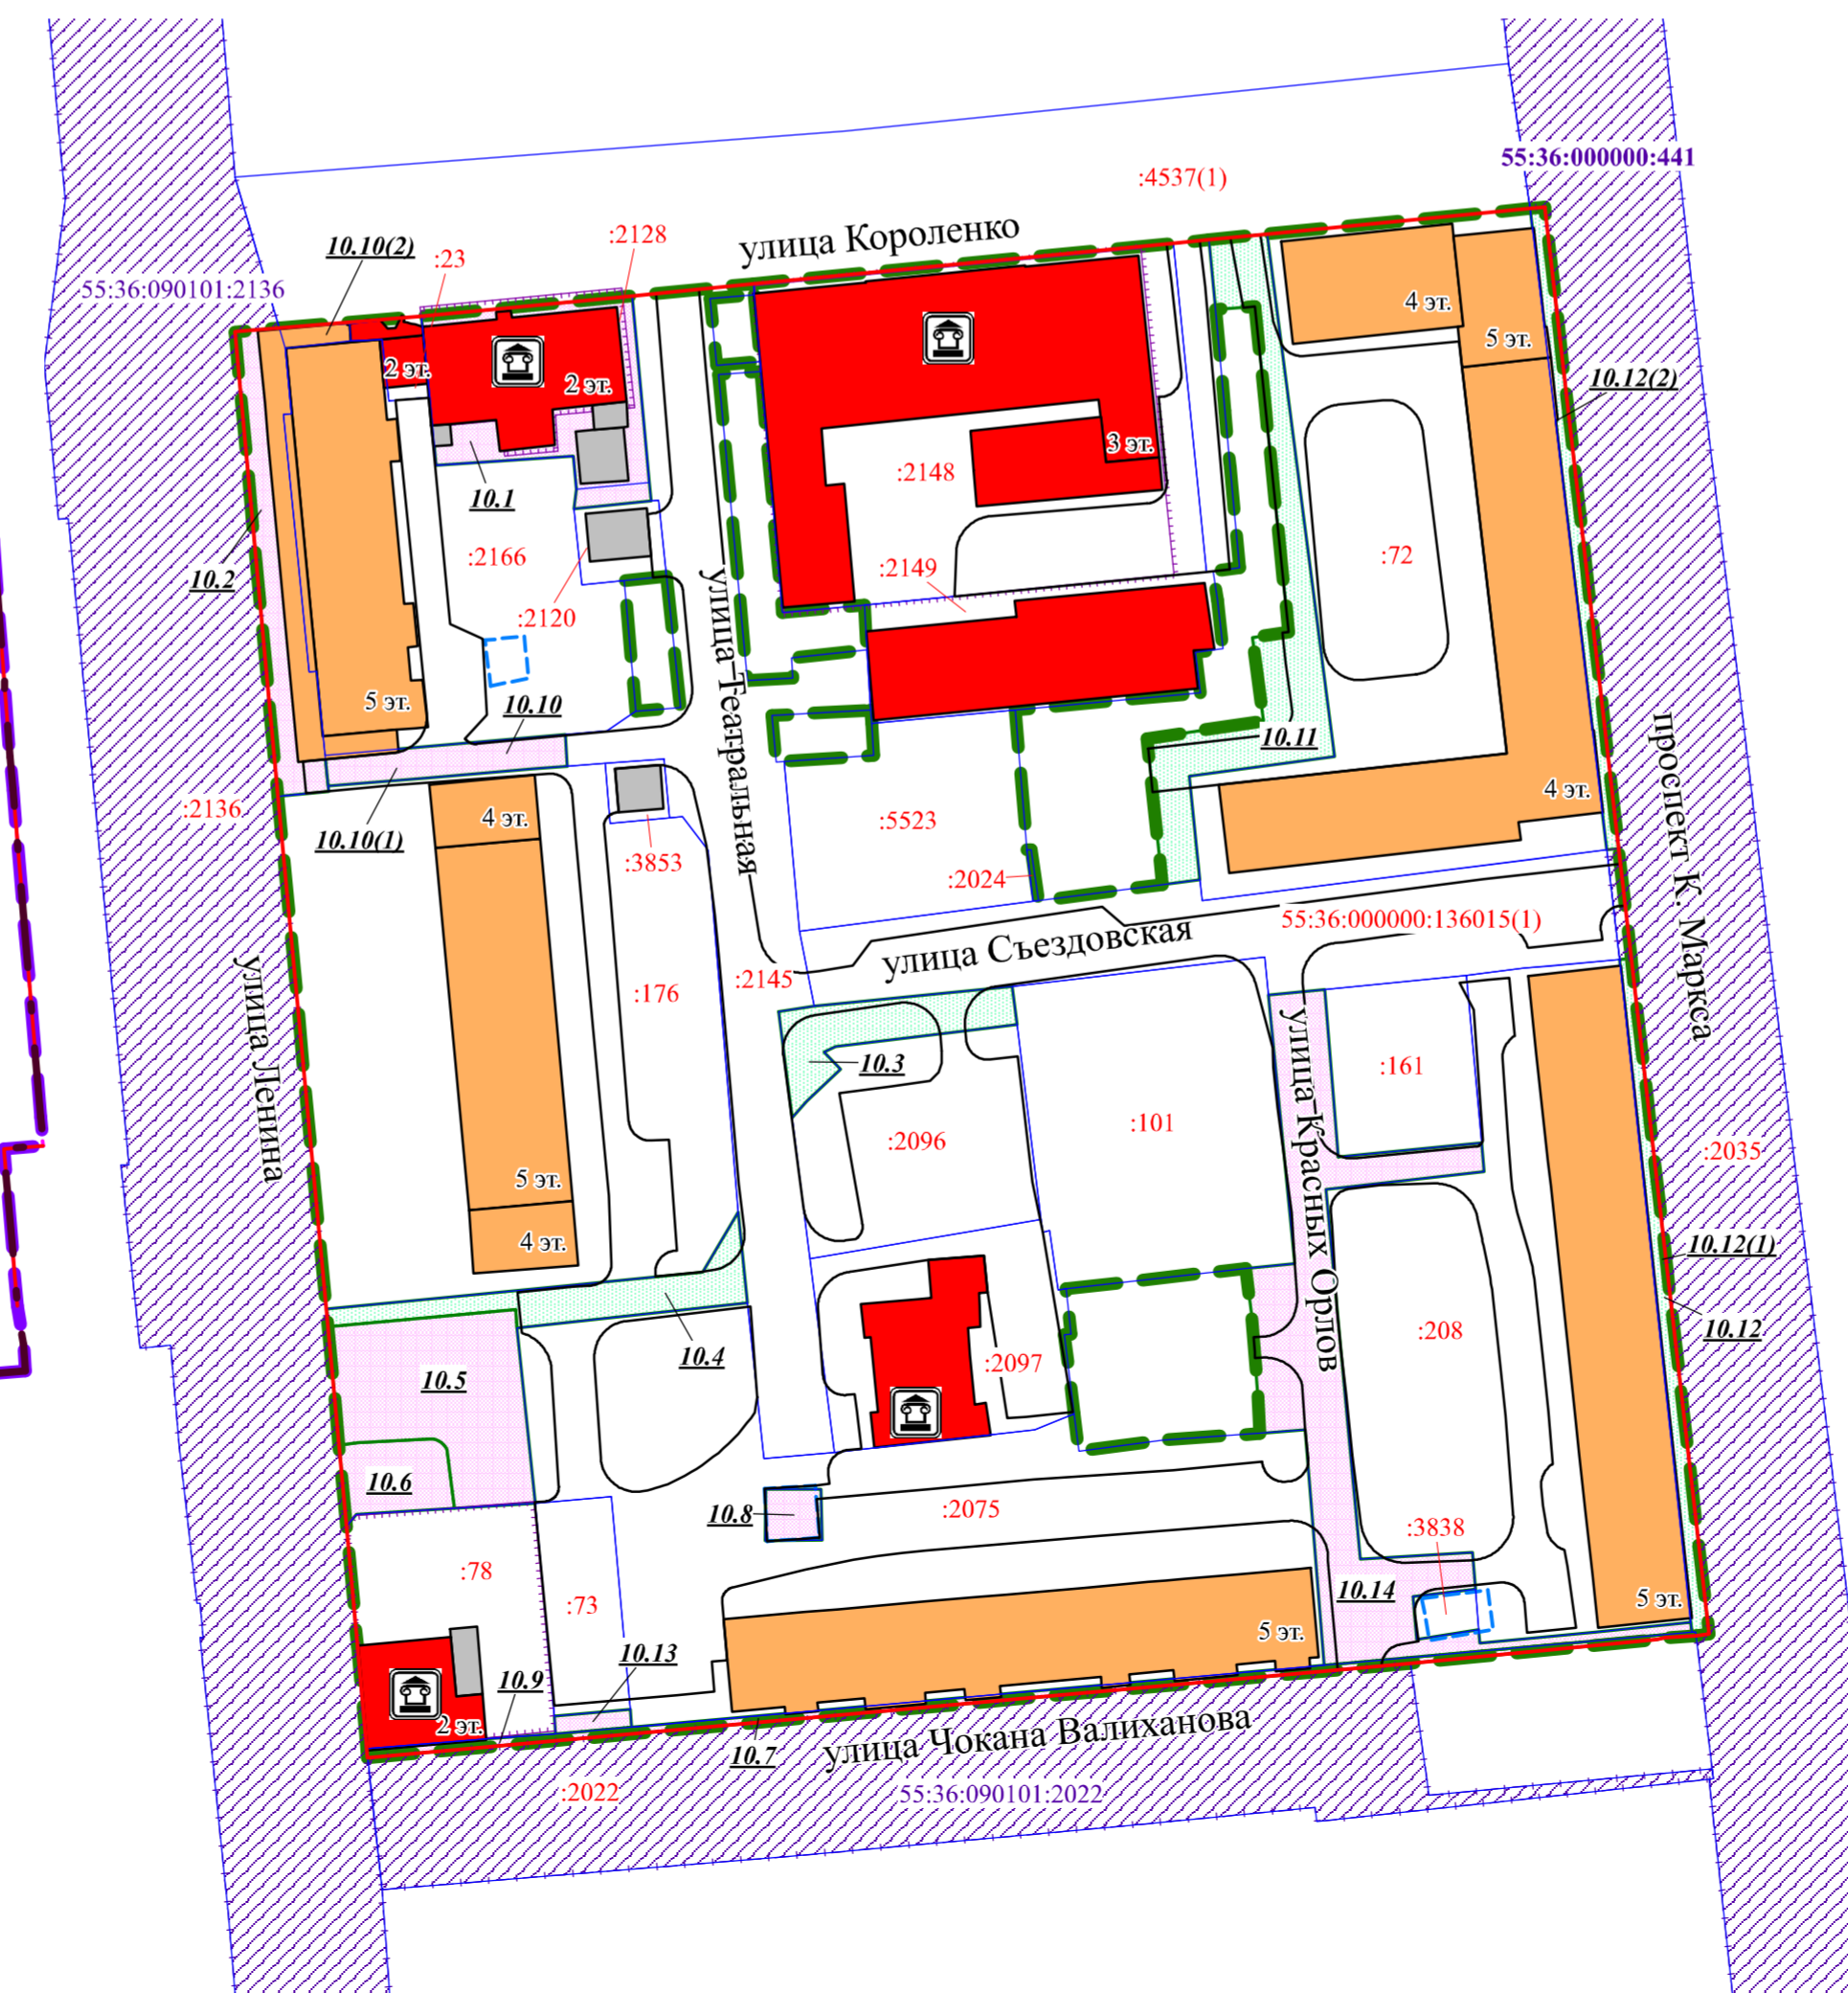 55:36:000000:441
:4537(1)
улица Короленко
:2128
10.10(2)
:23
55:36:090101:2136
4 эт.
5 эт.
2 эт.
2 эт.
10.12(2)
3 эт.
:2148
10.1
:2166
:72
:2149
10.2
:2120
улица Театральная
5 эт.
10.10
10.11
проспект К. Маркса
:2136
4 эт.
4 эт.
:5523
10.10(1)
:3853
:2024
55:36:000000:136015(1)
улица Съездовская
:2145
:176
улица Ленина
10.3
:161
:101
:2096
улица Красных Орлов
:2035
5 эт.
4 эт.
10.12(1)
10.12
:208
10.4
:2097
10.5
10.6
10.8
:2075
:3838
:78
:73
10.14
5 эт.
5 эт.
10.13
10.9
2 эт.
10.7
улица Чокана Валиханова
:2022
55:36:090101:2022